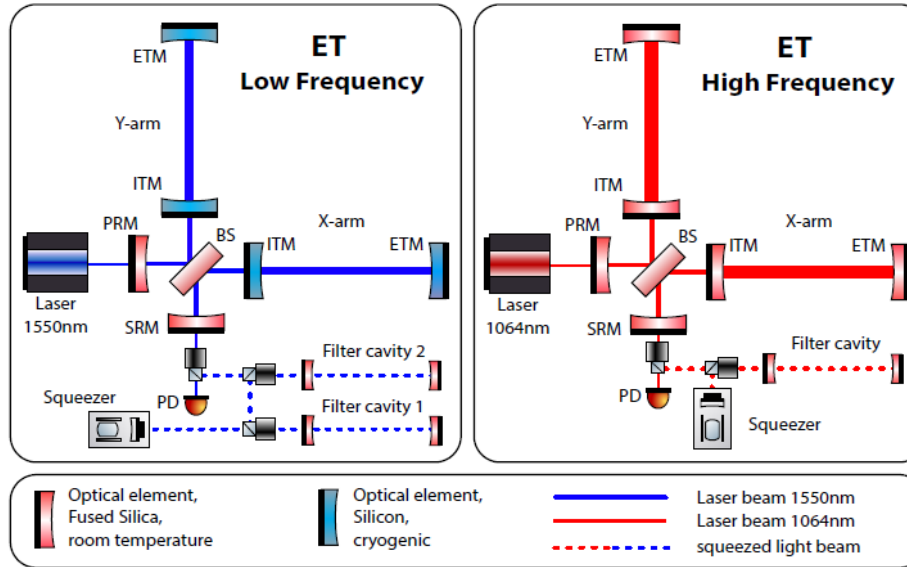 ET
Low Frequency
ETM
Y-arm
ITM
PRM
BS
X-arm
ITM
ETM
Laser
1550nm
SRM
Filter cavity 2
PD
Squeezer
Filter cavity 1
ET
High Frequency
ETM
Y-arm
ITM
PRM
BS
X-arm
ITM
ETM
Laser
1064nm
SRM
Filter cavity
PD
Squeezer
Optical element,
Fused Silica,
room temperature
Optical element,
Silicon,
cryogenic
Laser beam 1550nm
Laser beam 1064nm
squeezed light beam